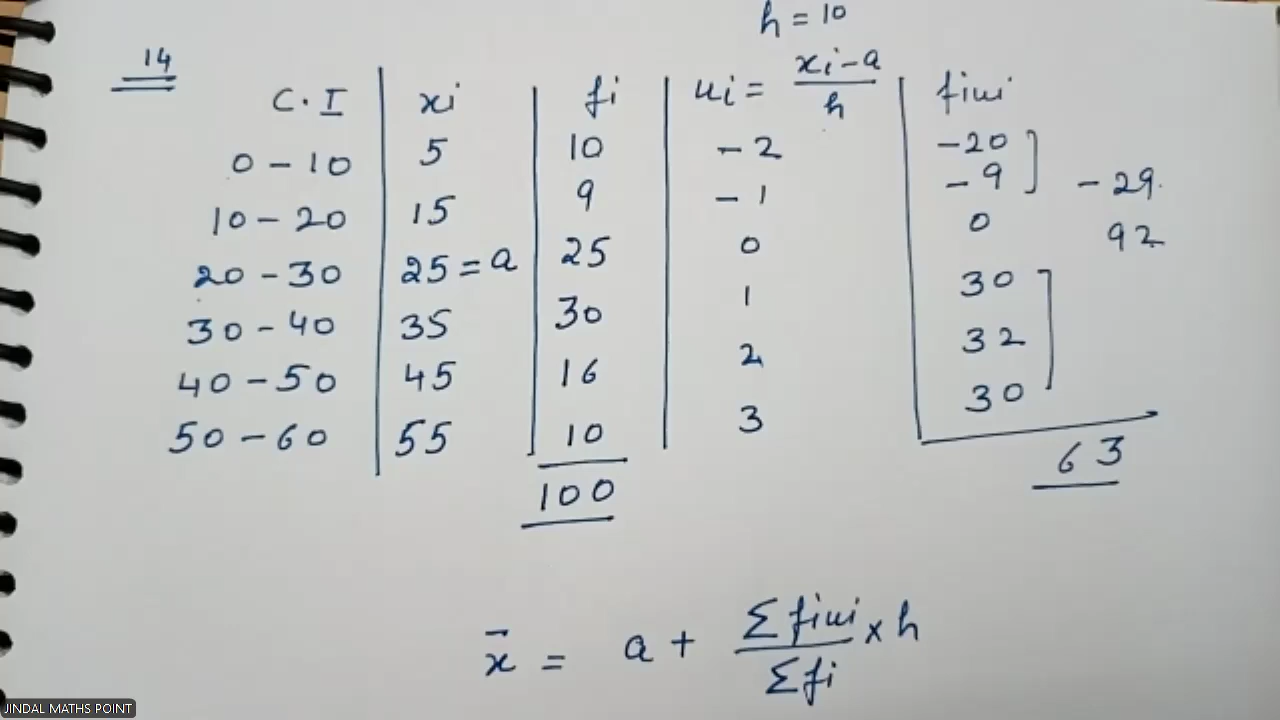 h = 10
14
C.I xi fi ui = xi-a/h fiui
0-10 5 10 -2 -20
10-20 15 9 -1 -9 -29
20-30 25=a 25 0 0 92
30-40 35 30 1 30
40-50 45 16 2 32
50-60 55 10 3 30
100 63
x̄ = a + Σfiui/Σfi × h
JINDAL MATHS POINT